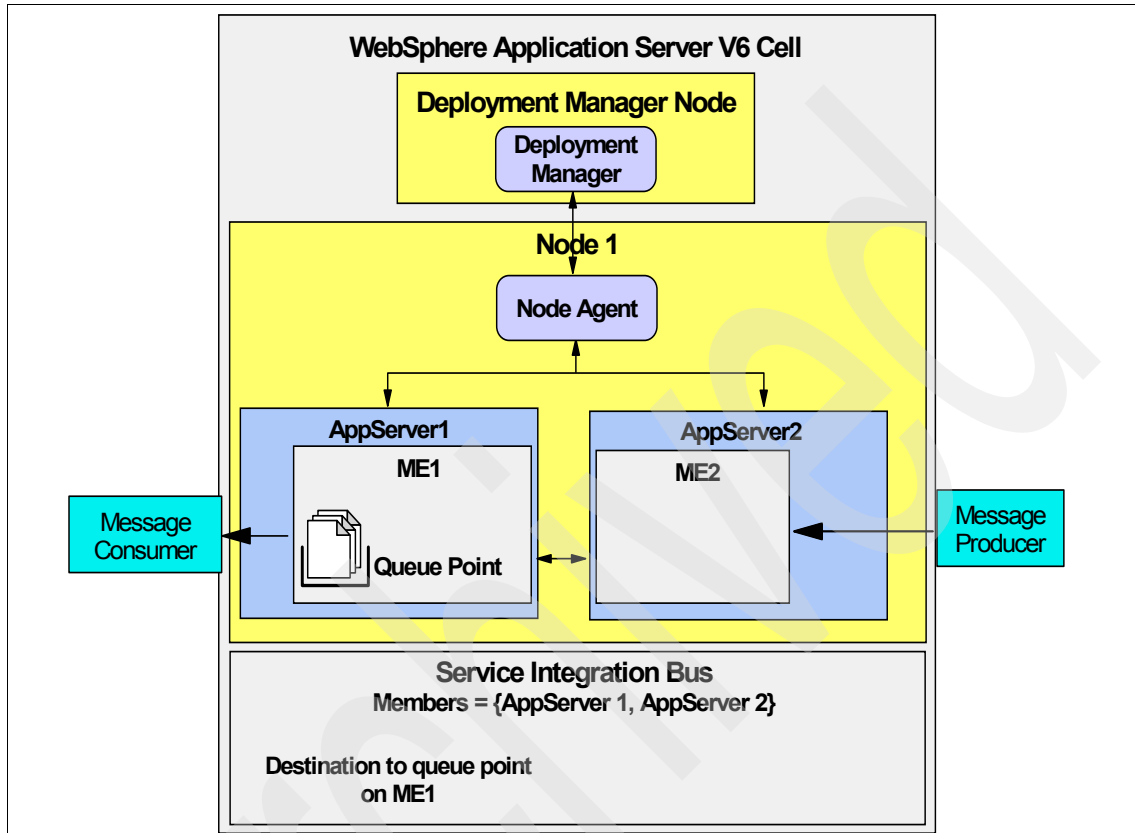 WebSphere Application Server V6 Cell
Deployment Manager Node
Deployment
Manager
Node 1
Node Agent
AppServer1
AppServer2
ME1
ME2
Message
Consumer
Queue Point
Message
Producer
Service Integration Bus
Members = {AppServer 1, AppServer 2}
Destination to queue point
on ME1